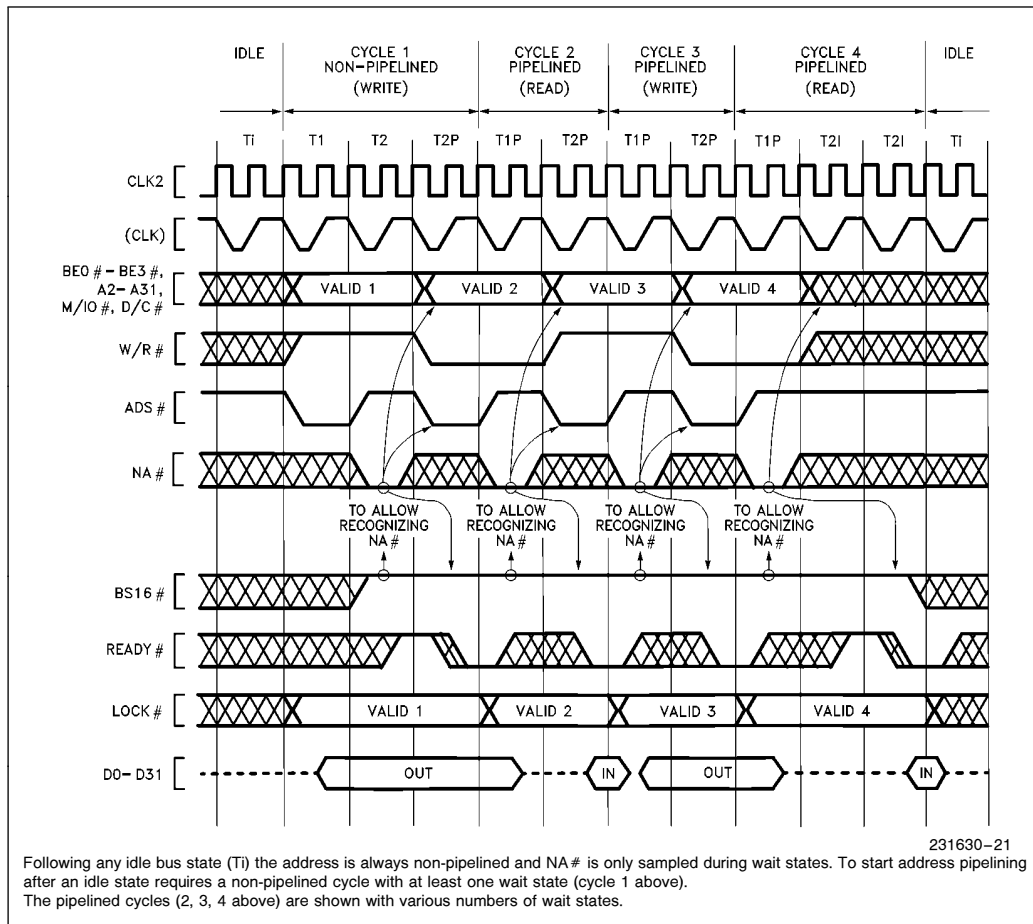 IDLE
CYCLE 1
NON-PIPELINED
(WRITE)
CYCLE 2
PIPELINED
(READ)
CYCLE 3
PIPELINED
(WRITE)
CYCLE 4
PIPELINED
(READ)
IDLE
Ti T1 T2 T2P T1P T2P T1P T2P T1P T2I T2I Ti
CLK2
(CLK)
BE0 # - BE3 #,
A2 - A31,
M/IO #, D/C #
VALID 1 VALID 2 VALID 3 VALID 4
W/R #
ADS #
NA #
TO ALLOW
RECOGNIZING
NA #
TO ALLOW
RECOGNIZING
NA #
TO ALLOW
RECOGNIZING
NA #
TO ALLOW
RECOGNIZING
NA #
BS16 #
READY #
LOCK #
VALID 1 VALID 2 VALID 3 VALID 4
D0 - D31
OUT IN OUT IN
231630-21
Following any idle bus state (Ti) the address is always non-pipelined and NA# is only sampled during wait states. To start address pipelining
after an idle state requires a non-pipelined cycle with at least one wait state (cycle 1 above).
The pipelined cycles (2, 3, 4 above) are shown with various numbers of wait states.